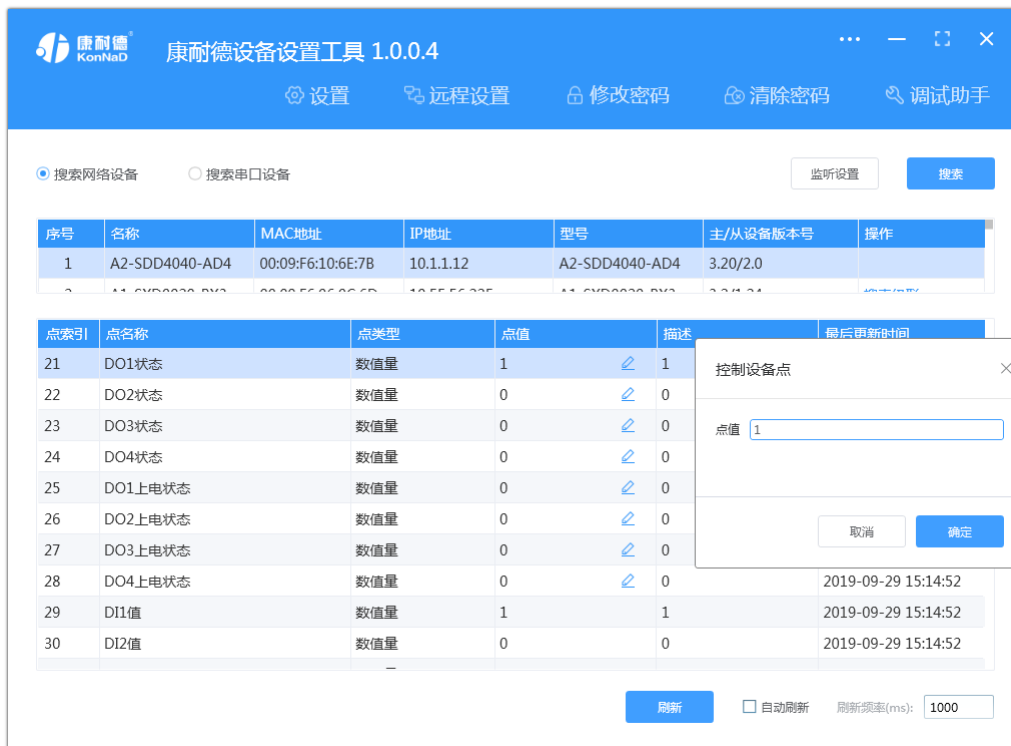 康耐德® KonNaD
康耐德设备设置工具 1.0.0.4
设置 远程设置 修改密码 清除密码 调试助手
搜索网络设备 搜索串口设备 监听设置 搜索
序号 名称 MAC地址 IP地址 型号 主/从设备版本号 操作
1 A2-SDD4040-AD4 00:09:F6:10:6E:7B 10.1.1.12 A2-SDD4040-AD4 3.20/2.0
点索引 点名称 点类型 点值 描述 最后更新时间
21 DO1状态 数值量 1 1
22 DO2状态 数值量 0 0
23 DO3状态 数值量 0 0
24 DO4状态 数值量 0 0
25 DO1上电状态 数值量 0 0
26 DO2上电状态 数值量 0 0
27 DO3上电状态 数值量 0 0
28 DO4上电状态 数值量 0 0 2019-09-29 15:14:52
29 DI1值 数值量 1 1 2019-09-29 15:14:52
30 DI2值 数值量 0 0 2019-09-29 15:14:52
控制设备点
点值 1
取消 确定
刷新 自动刷新 刷新频率(ms): 1000